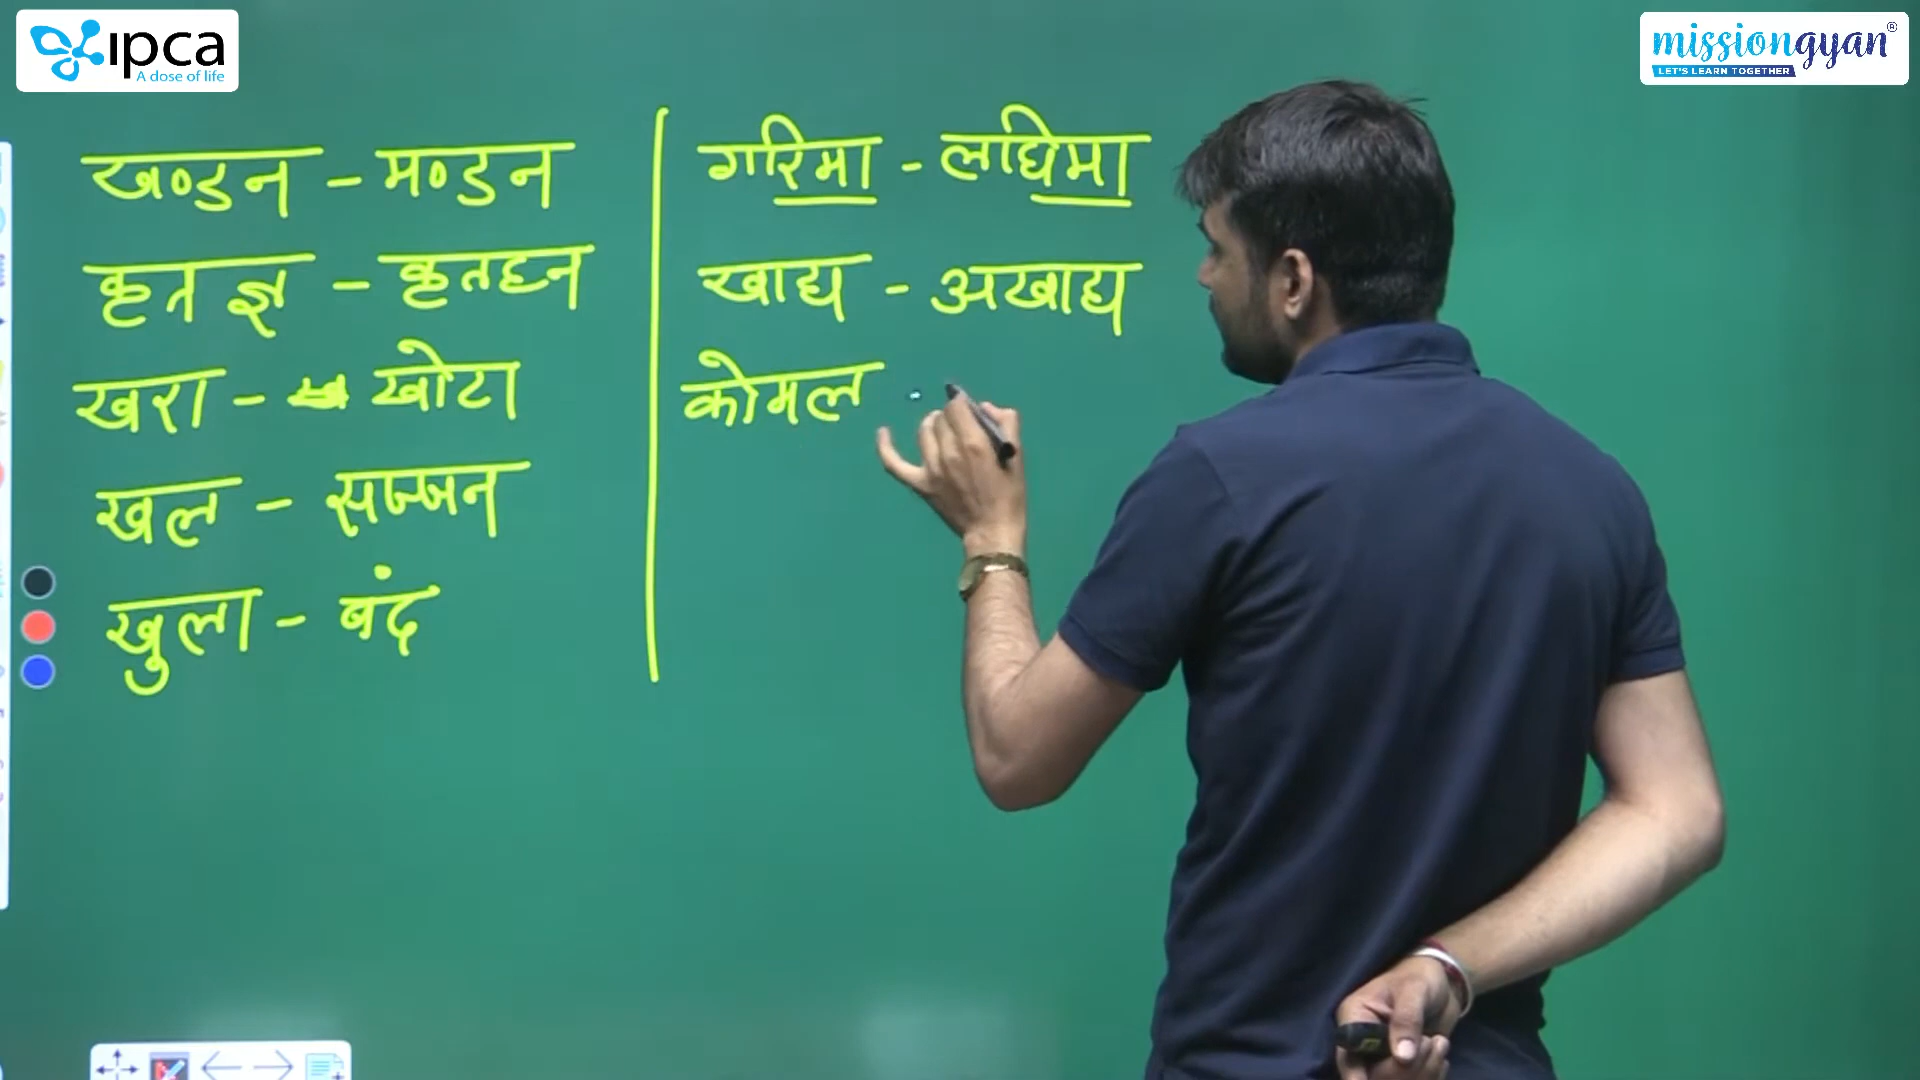 ipca
A dose of life
missiongyan®
LET'S LEARN TOGETHER
खण्डन - मण्डन
कृतज्ञ - कृतघ्न
खरा - खोटा
खल - सज्जन
खुला - बंद
गरिमा - लघिमा
खाद्य - अखाद्य
कोमल